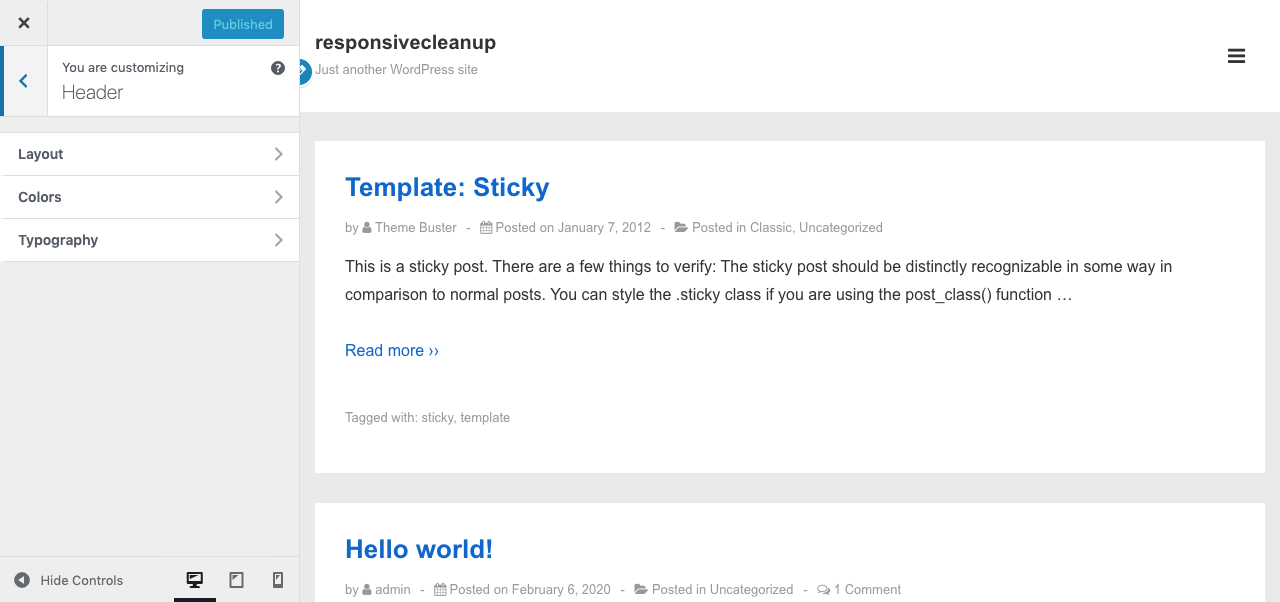 Published
You are customizing
Header
Layout
Colors
Typography
Hide Controls
responsivecleanup
Just another WordPress site
Template: Sticky
by Theme Buster - Posted on January 7, 2012 - Posted in Classic, Uncategorized
This is a sticky post. There are a few things to verify: The sticky post should be distinctly recognizable in some way in
comparison to normal posts. You can style the .sticky class if you are using the post_class() function …
Read more ››
Tagged with: sticky, template
Hello world!
by admin - Posted on February 6, 2020 - Posted in Uncategorized - 1 Comment